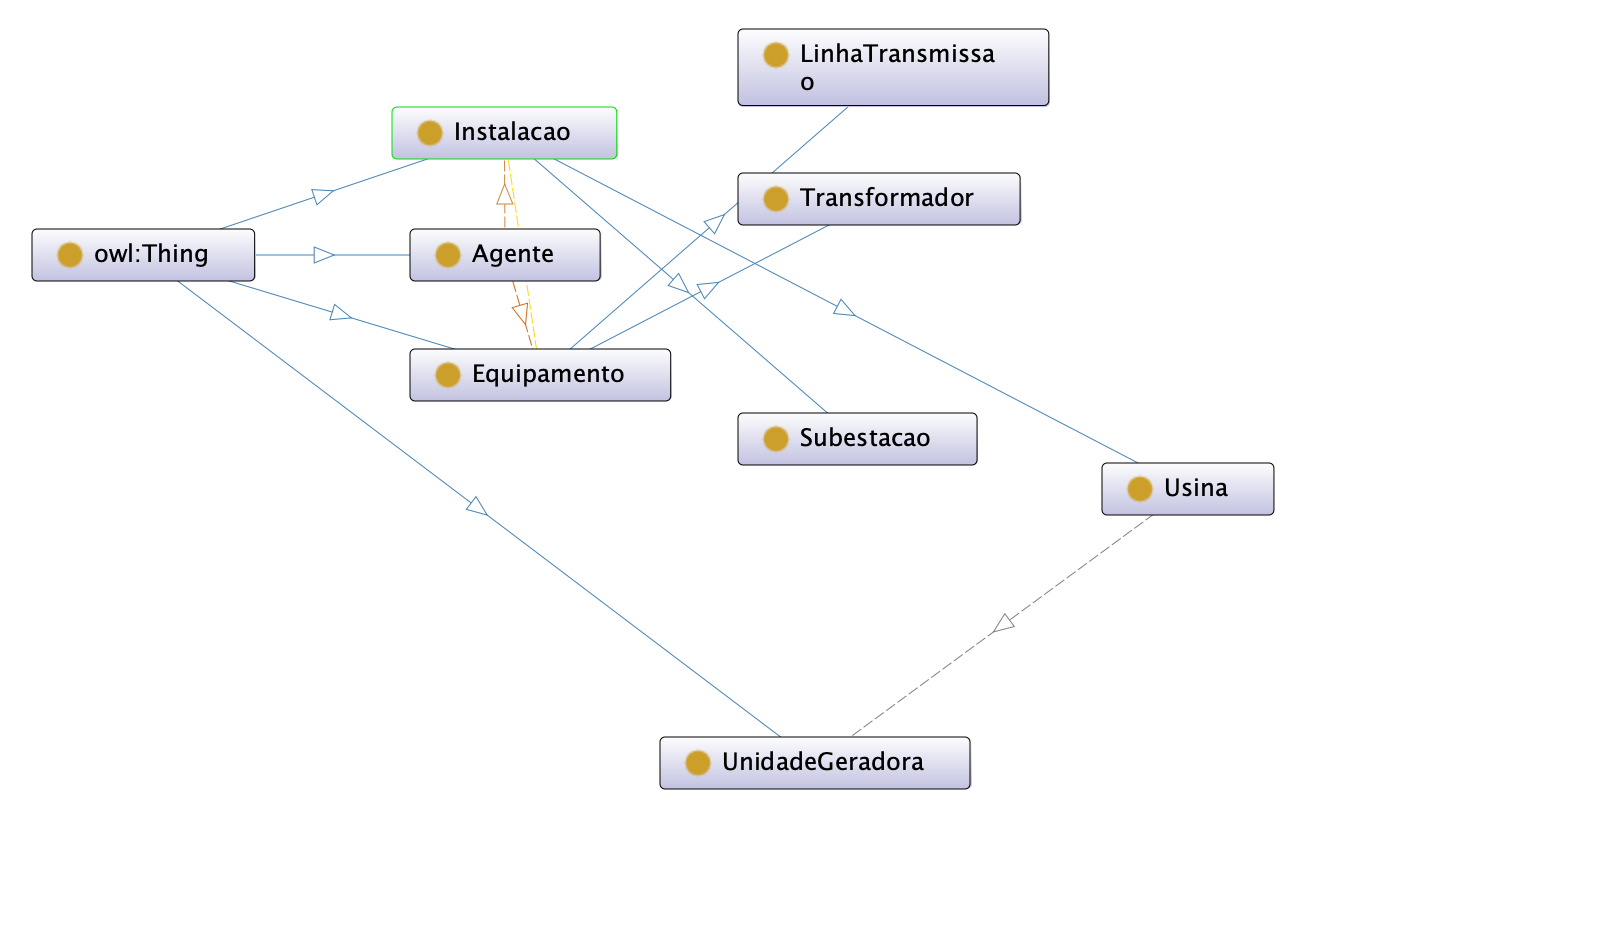 LinhaTransmissa
o
Instalacao
Transformador
owl:Thing
Agente
Equipamento
Subestacao
Usina
UnidadeGeradora